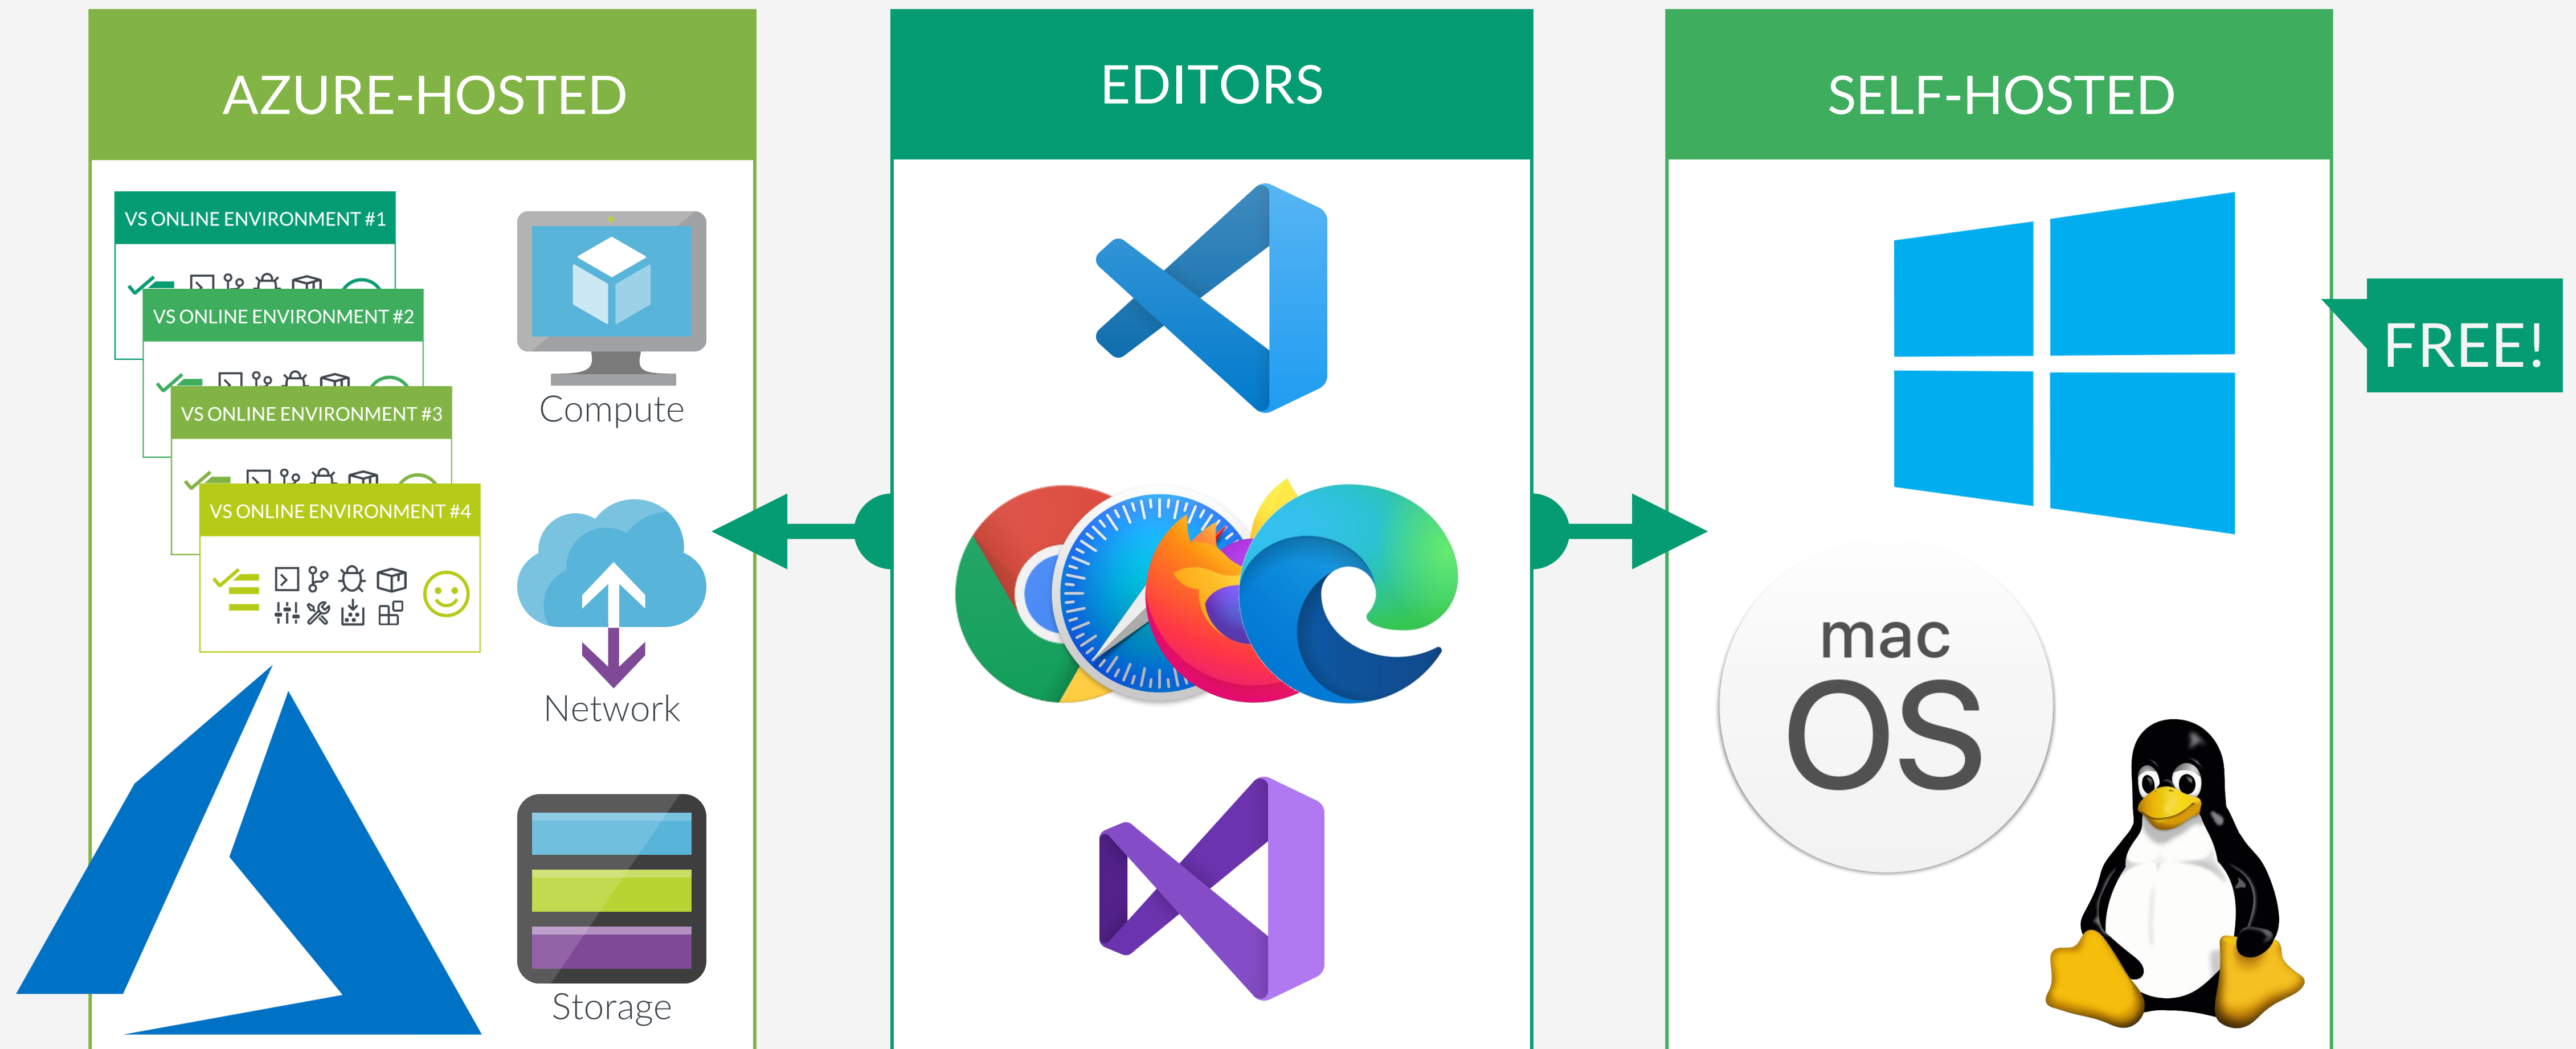 AZURE-HOSTED
VS ONLINE ENVIRONMENT #1
VS ONLINE ENVIRONMENT #2
VS ONLINE ENVIRONMENT #3
VS ONLINE ENVIRONMENT #4
Compute
Network
Storage
EDITORS
SELF-HOSTED
mac
OS
FREE!